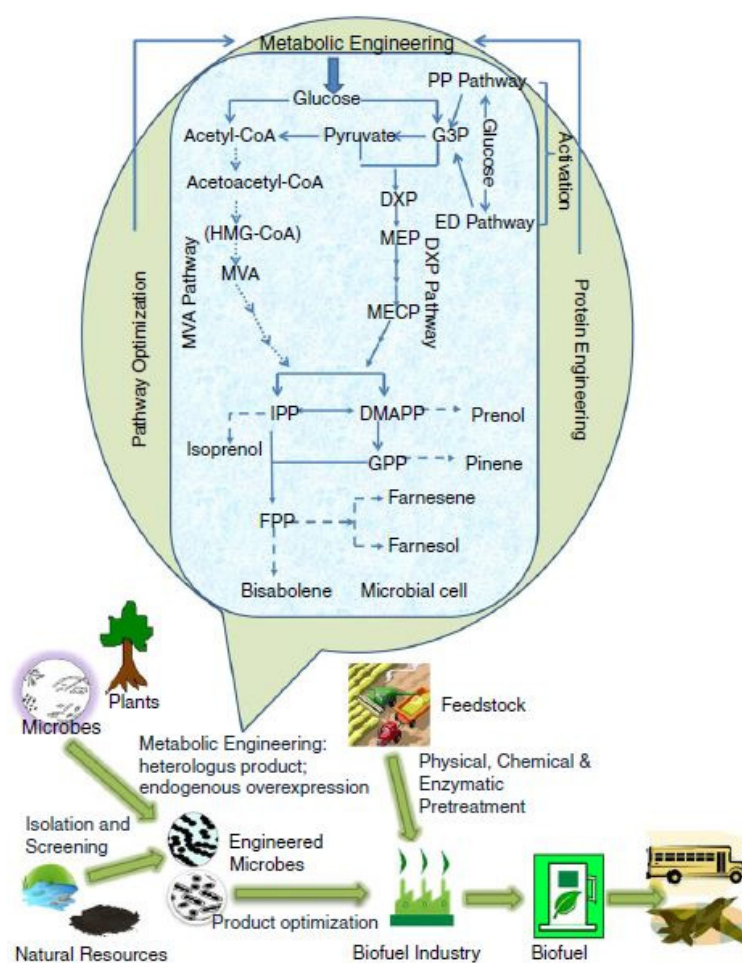 Metabolic Engineering
Glucose
PP Pathway
Acetyl-CoA
Pyruvate
G3P
Glucose
Activation
Acetoacetyl-CoA
DXP
ED Pathway
(HMG-CoA)
MEP
MVA
MVA Pathway
DXP Pathway
MECP
Pathway Optimization
Protein Engineering
IPP
DMAPP
Prenol
Isoprenol
GPP
Pinene
Farnesene
FPP
Farnesol
Bisabolene
Microbial cell
Plants
Microbes
Feedstock
Metabolic Engineering:
heterologus product;
endogenous overexpression
Physical, Chemical &
Enzymatic
Pretreatment
Isolation and
Screening
Engineered
Microbes
Product optimization
Natural Resources
Biofuel Industry
Biofuel